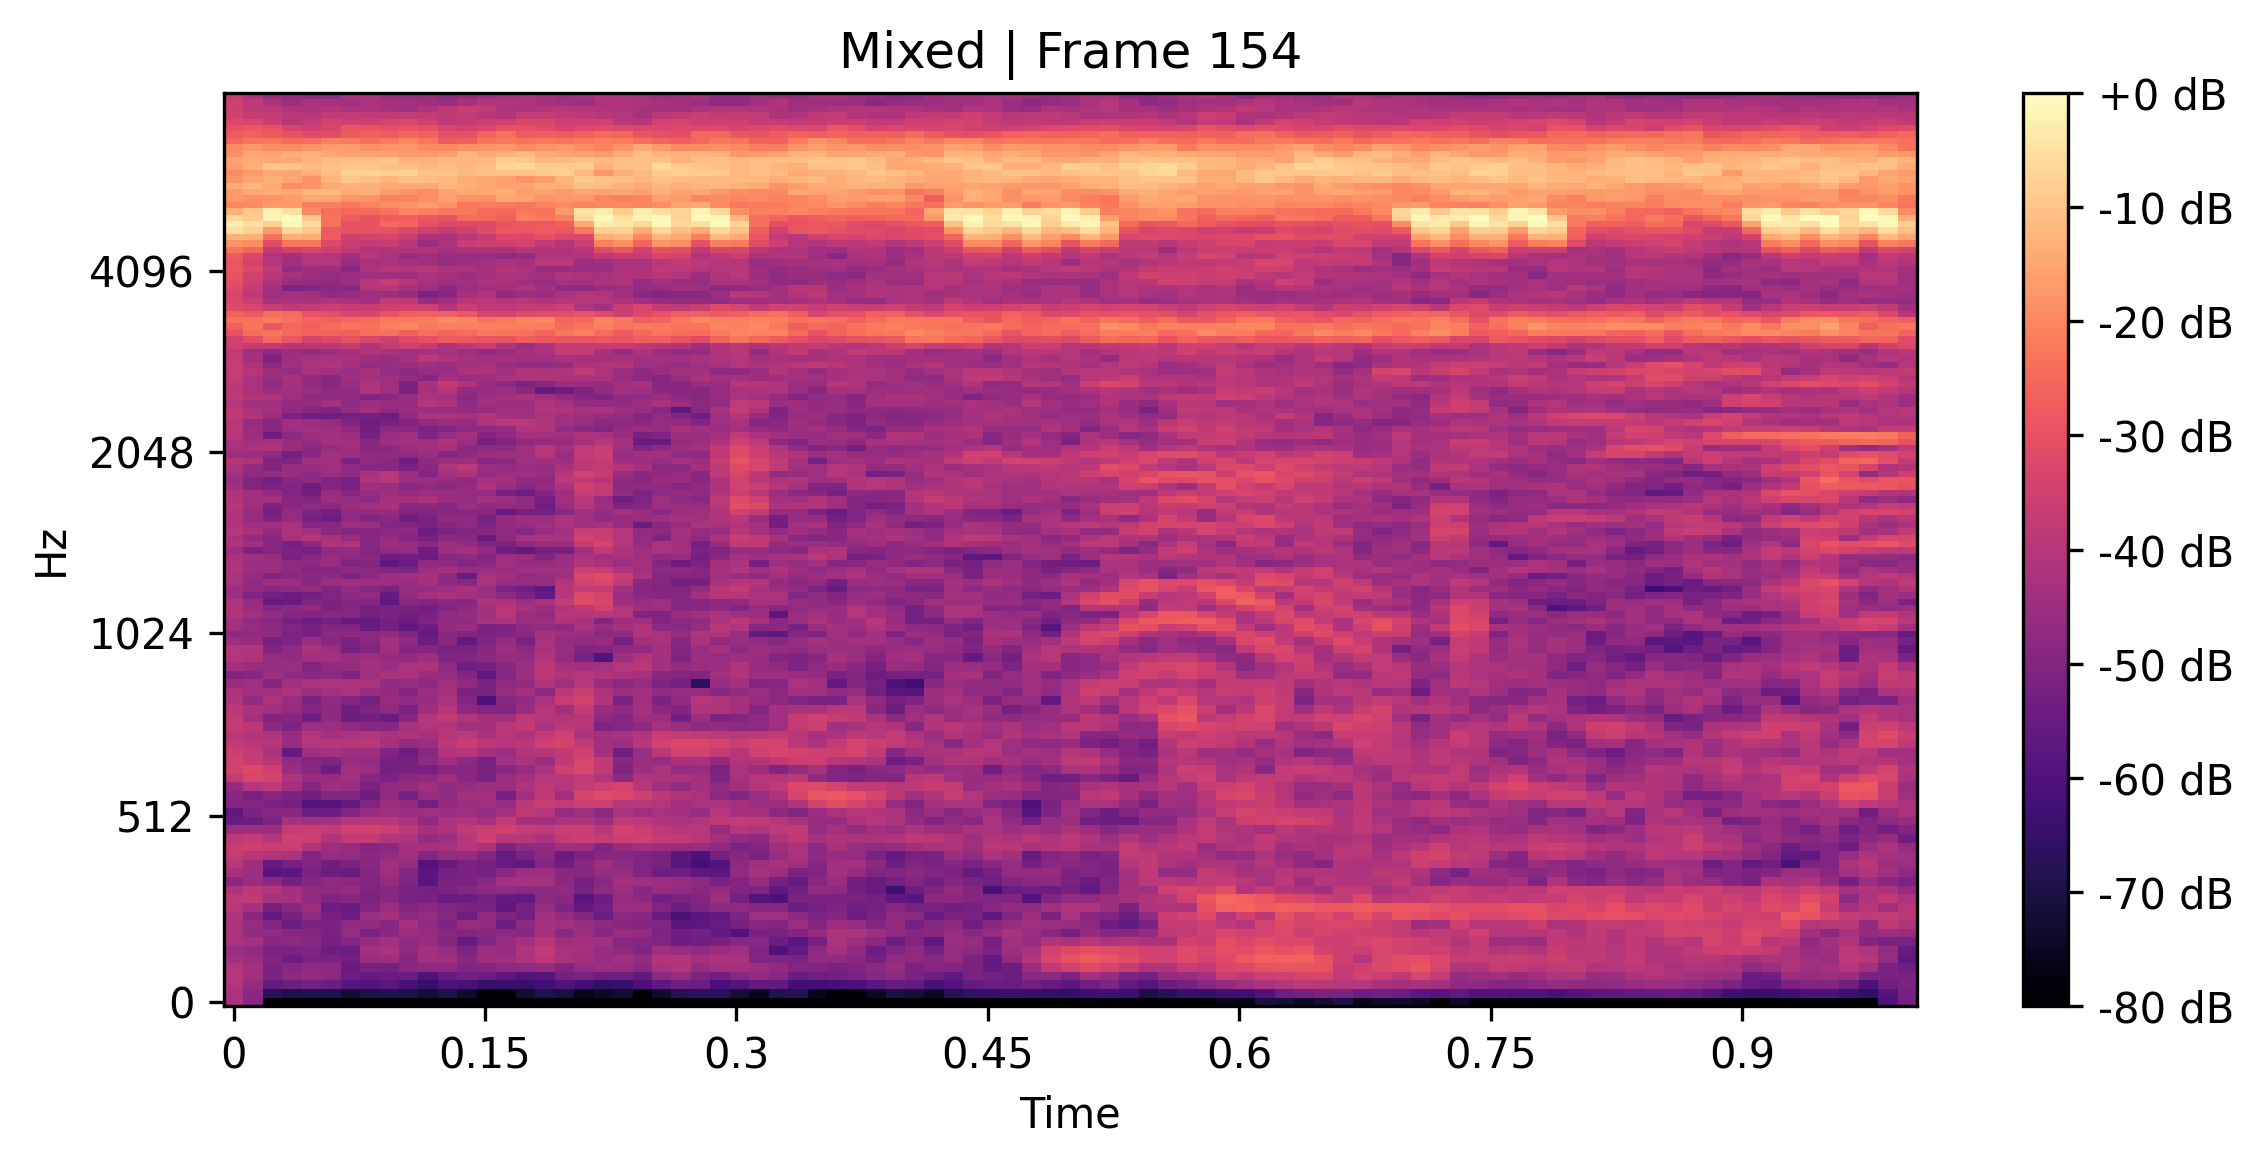 Mixed | Frame 154
Hz
4096
2048
1024
512
0
0 0.15 0.3 0.45 0.6 0.75 0.9
Time
+0 dB
-10 dB
-20 dB
-30 dB
-40 dB
-50 dB
-60 dB
-70 dB
-80 dB